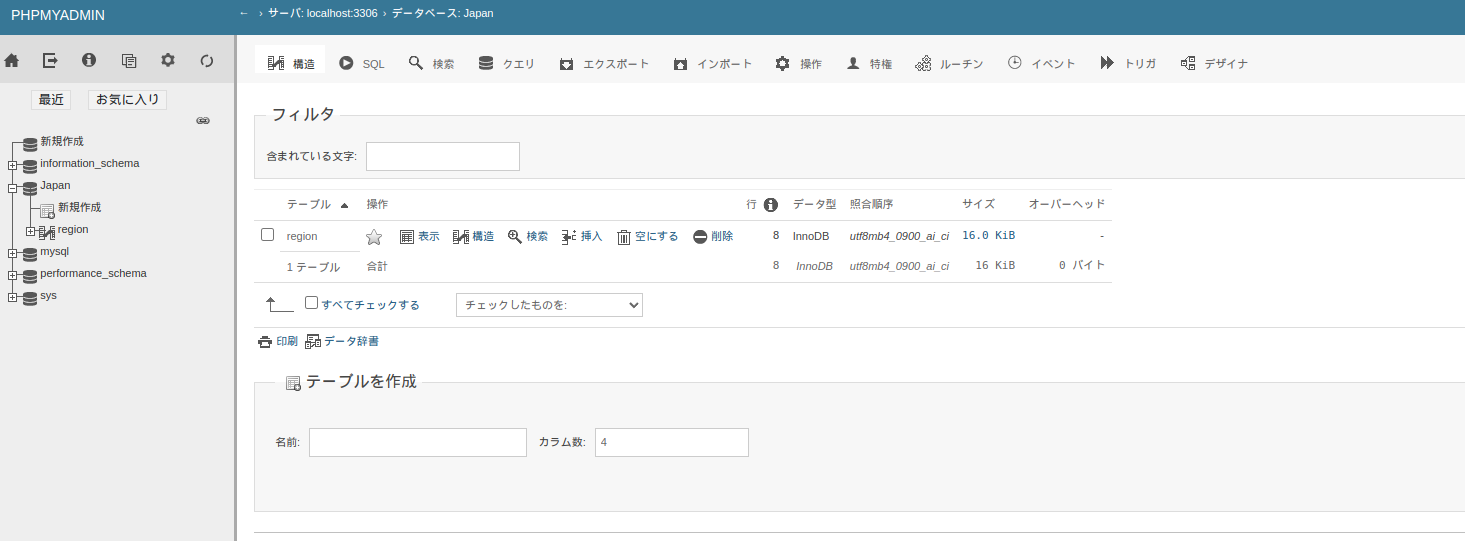 PHPMYADMIN
← › サーバ: localhost:3306 › データベース: Japan
構造 SQL 検索 クエリ エクスポート インポート 操作 特権 ルーチン イベント トリガ デザイナ
最近 お気に入り
新規作成
information_schema
Japan
新規作成
region
mysql
performance_schema
sys
フィルタ
含まれている文字:
テーブル 操作 行 データ型 照合順序 サイズ オーバーヘッド
region 表示 構造 検索 挿入 空にする 削除 8 InnoDB utf8mb4_0900_ai_ci 16.0 KiB -
1 テーブル 合計 8 InnoDB utf8mb4_0900_ai_ci 16 KiB 0 バイト
すべてチェックする チェックしたものを:
印刷 データ辞書
テーブルを作成
名前: カラム数: 4